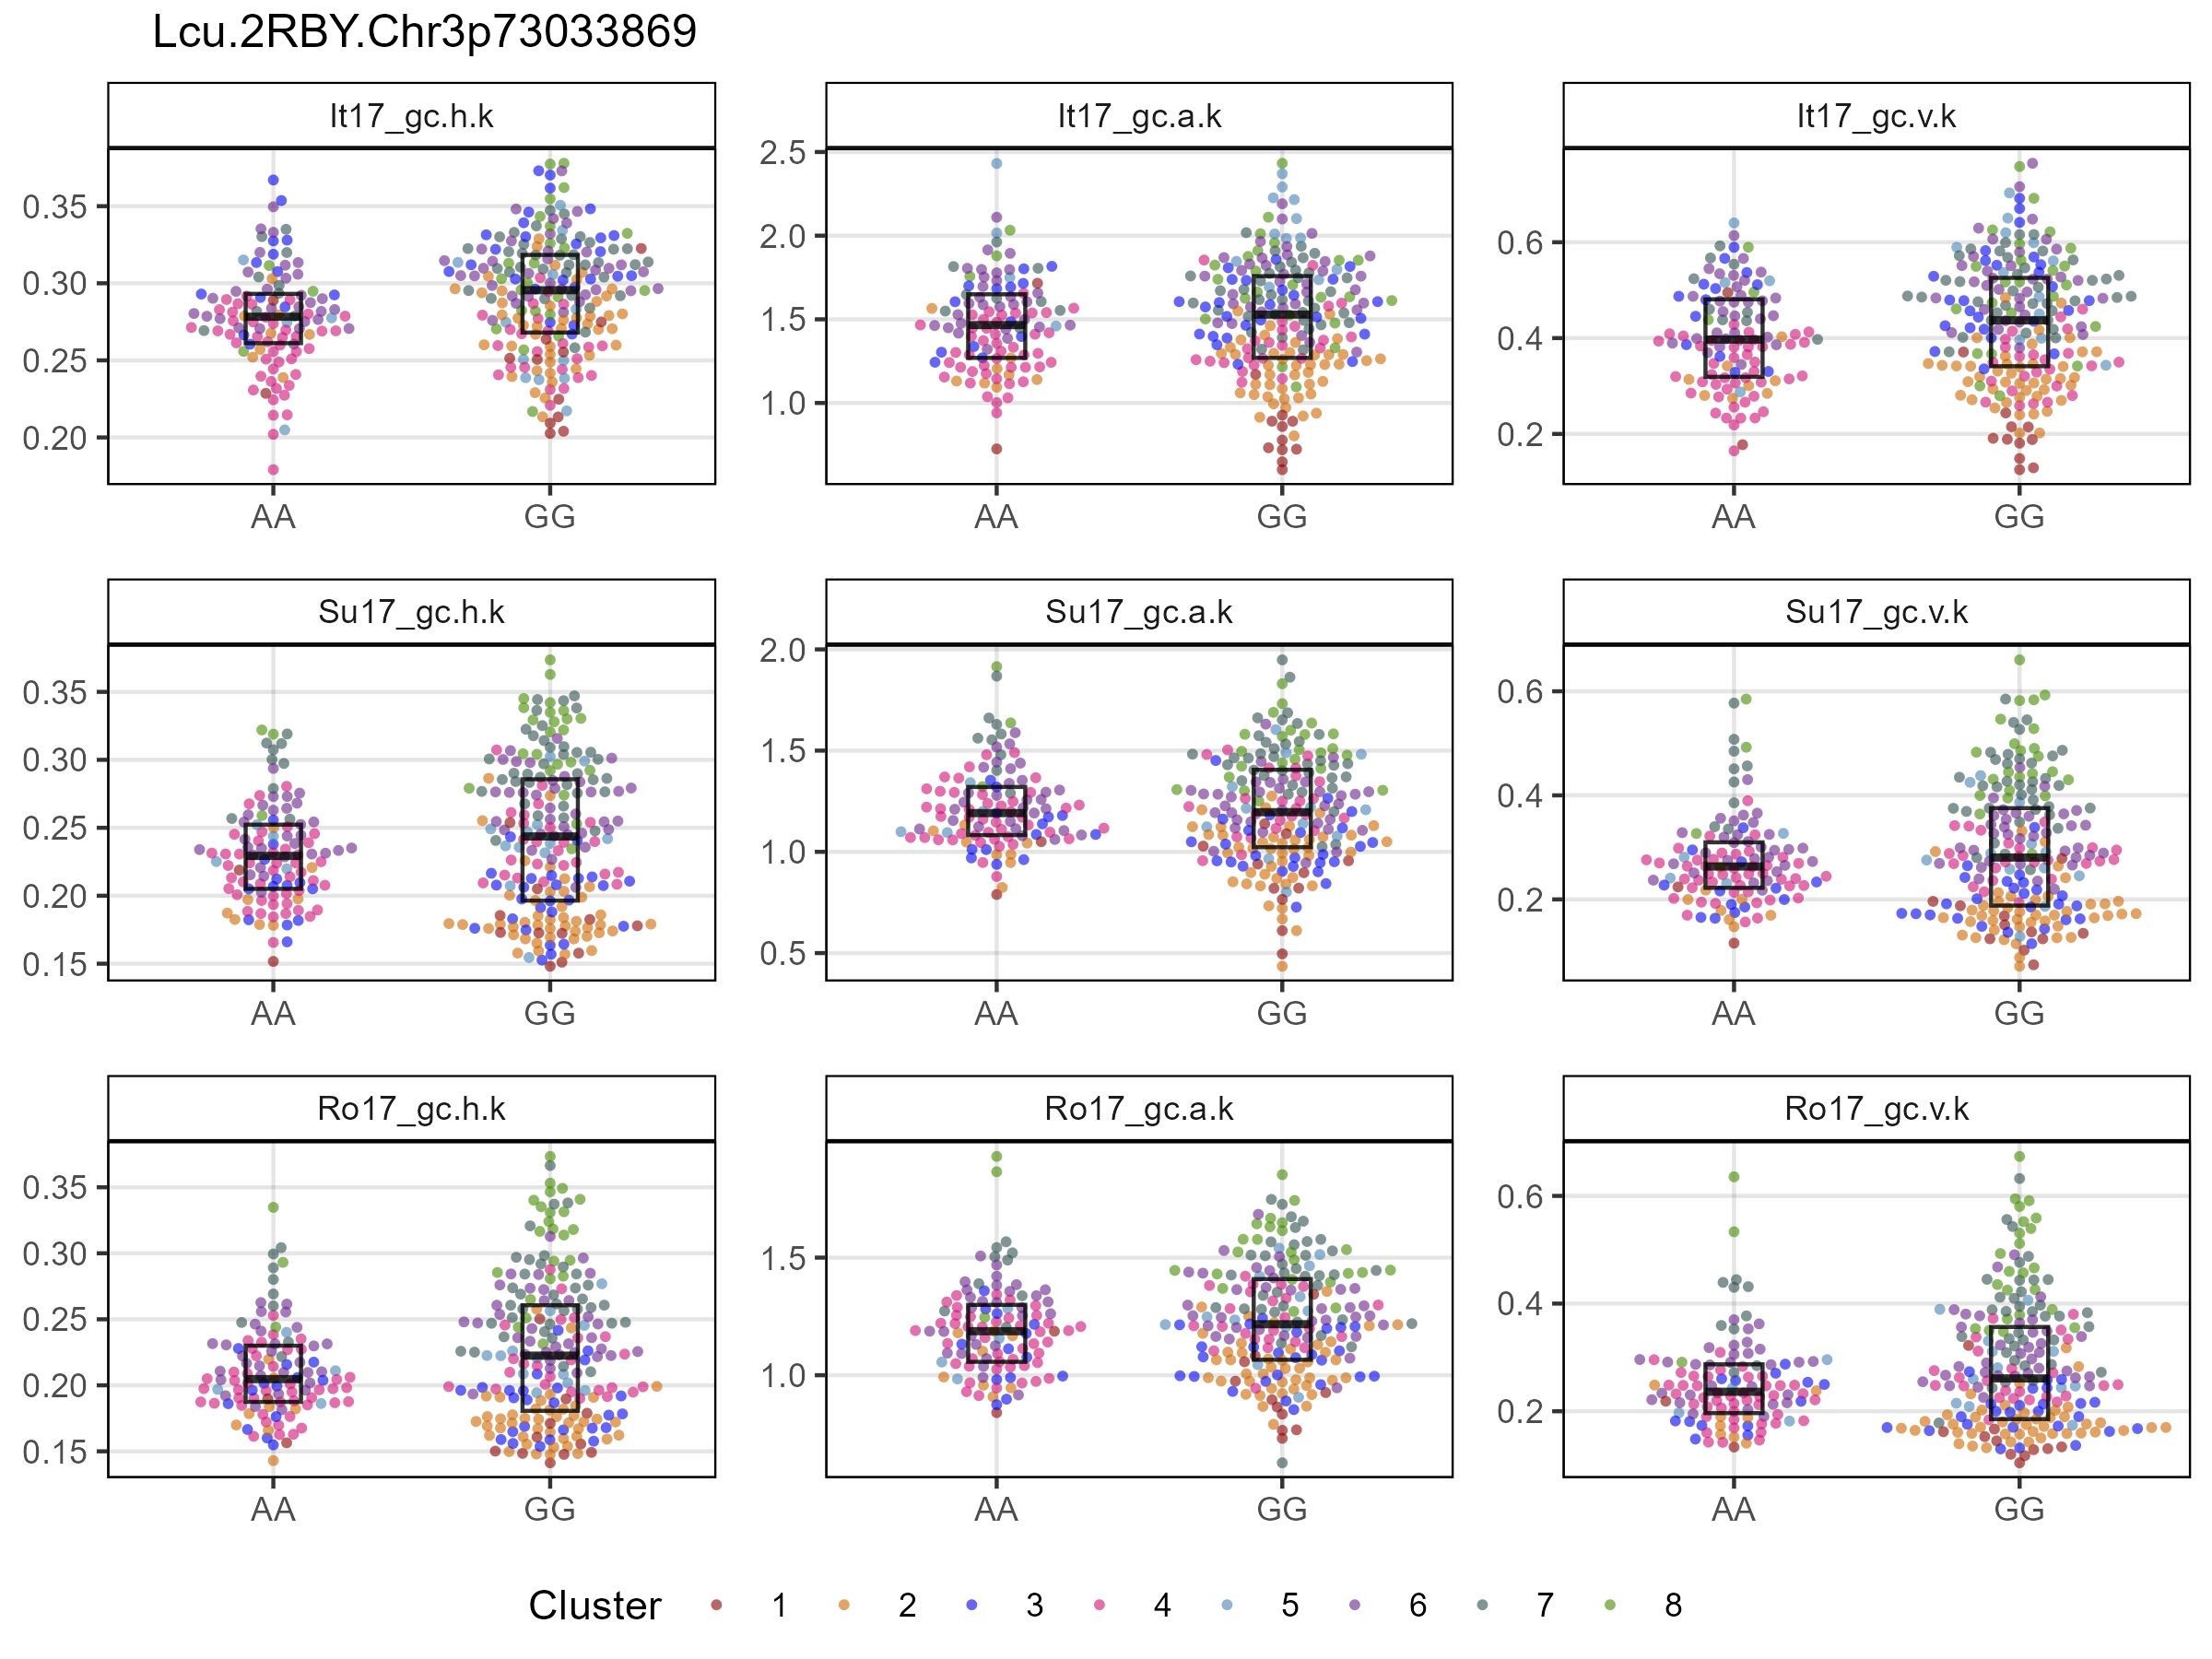 Lcu.2RBY.Chr3p73033869
It17_gc.h.k
It17_gc.a.k
It17_gc.v.k
0.35
0.30
0.25
0.20
AA
GG
2.5
2.0
1.5
1.0
AA
GG
0.6
0.4
0.2
AA
GG
Su17_gc.h.k
Su17_gc.a.k
Su17_gc.v.k
0.35
0.30
0.25
0.20
0.15
AA
GG
2.0
1.5
1.0
0.5
AA
GG
0.6
0.4
0.2
AA
GG
Ro17_gc.h.k
Ro17_gc.a.k
Ro17_gc.v.k
0.35
0.30
0.25
0.20
0.15
AA
GG
1.5
1.0
AA
GG
0.6
0.4
0.2
AA
GG
Cluster 1 2 3 4 5 6 7 8